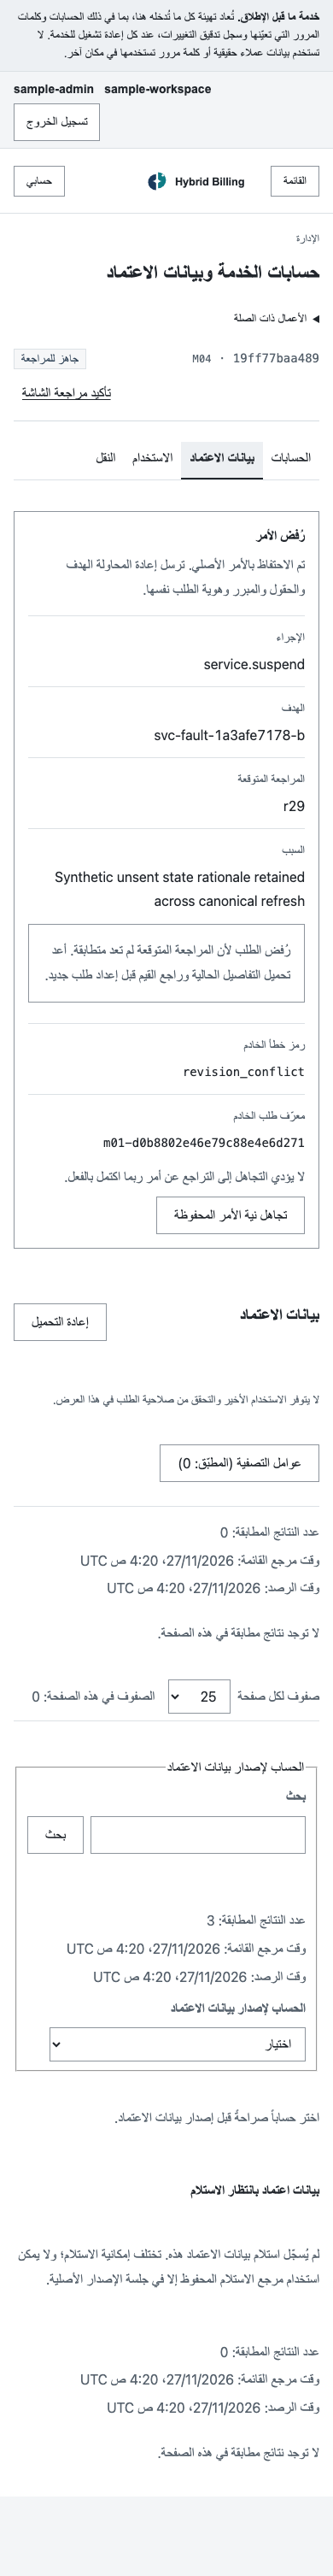 خدمة ما قبل الإطلاق. تُعاد تهيئة كل ما تُدخله هنا، بما في ذلك الحسابات وكلمات
المرور التي تعيّنها وسجل تدقيق التغييرات، عند كل إعادة تشغيل للخدمة. لا
تستخدم بيانات عملاء حقيقية أو كلمة مرور تستخدمها في مكان آخر.
sample-admin sample-workspace
تسجيل الخروج
القائمة
Hybrid Billing
حسابي
الإدارة
حسابات الخدمة وبيانات الاعتماد
◀ الأعمال ذات الصلة
M04 · 19ff77baa489
جاهز للمراجعة
تأكيد مراجعة الشاشة
الحسابات بيانات الاعتماد الاستخدام النقل
رُفض الأمر
تم الاحتفاظ بالأمر الأصلي. ترسل إعادة المحاولة الهدف
والحقول والمبرر وهوية الطلب نفسها.
الإجراء
service.suspend
الهدف
svc-fault-1a3afe7178-b
المراجعة المتوقعة
r29
السبب
Synthetic unsent state rationale retained
across canonical refresh
رُفض الطلب لأن المراجعة المتوقعة لم تعد متطابقة. أعد
تحميل التفاصيل الحالية وراجع القيم قبل إعداد طلب جديد.
رمز خطأ الخادم
revision_conflict
معرّف طلب الخادم
m01-d0b8802e46e79c88e4e6d271
لا يؤدي التجاهل إلى التراجع عن أمر ربما اكتمل بالفعل.
تجاهل نية الأمر المحفوظة
بيانات الاعتماد
إعادة التحميل
لا يتوفر الاستخدام الأخير والتحقق من صلاحية الطلب في هذا العرض.
عوامل التصفية (المطبّق: 0)
عدد النتائج المطابقة: 0
وقت مرجع القائمة: 27/11/2026، 4:20 ص UTC
وقت الرصد: 27/11/2026، 4:20 ص UTC
لا توجد نتائج مطابقة في هذه الصفحة.
صفوف لكل صفحة 25 الصفوف في هذه الصفحة: 0
الحساب لإصدار بيانات الاعتماد
بحث
بحث
عدد النتائج المطابقة: 3
وقت مرجع القائمة: 27/11/2026، 4:20 ص UTC
وقت الرصد: 27/11/2026، 4:20 ص UTC
الحساب لإصدار بيانات الاعتماد
اختيار
اختر حساباً صراحةً قبل إصدار بيانات الاعتماد.
بيانات اعتماد بانتظار الاستلام
لم يُسجّل استلام بيانات الاعتماد هذه. تختلف إمكانية الاستلام؛ ولا يمكن
استخدام مرجع الاستلام المحفوظ إلا في جلسة الإصدار الأصلية.
عدد النتائج المطابقة: 0
وقت مرجع القائمة: 27/11/2026، 4:20 ص UTC
وقت الرصد: 27/11/2026، 4:20 ص UTC
لا توجد نتائج مطابقة في هذه الصفحة.